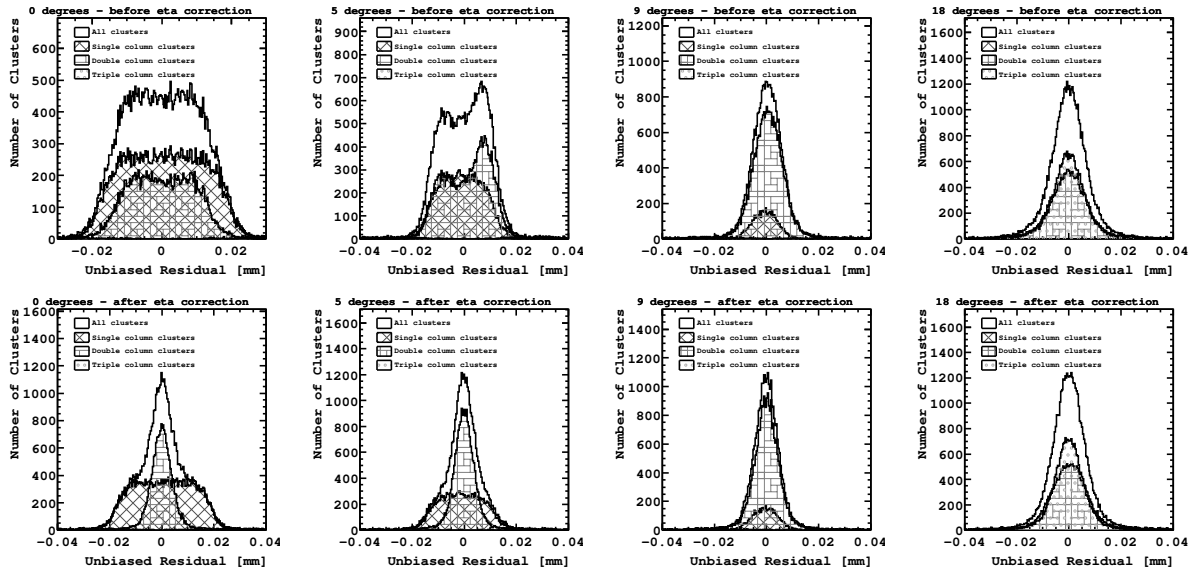 0 degrees − before eta correction
Number of Clusters
600
500
400
300
200
100
0
All clusters
Single column clusters
Double column clusters
Triple column clusters
−0.02 0 0.02
Unbiased Residual [mm]
5 degrees − before eta correction
Number of Clusters
900
800
700
600
500
400
300
200
100
0
All clusters
Single column clusters
Double column clusters
Triple column clusters
−0.04 −0.02 0 0.02 0.04
Unbiased Residual [mm]
9 degrees − before eta correction
Number of Clusters
1200
1000
800
600
400
200
0
All clusters
Single column clusters
Double column clusters
Triple column clusters
−0.04 −0.02 0 0.02 0.04
Unbiased Residual [mm]
18 degrees − before eta correction
Number of Clusters
1600
1400
1200
1000
800
600
400
200
0
All clusters
Single column clusters
Double column clusters
Triple column clusters
−0.04 −0.02 0 0.02 0.04
Unbiased Residual [mm]
0 degrees − after eta correction
Number of Clusters
1600
1400
1200
1000
800
600
400
200
0
All clusters
Single column clusters
Double column clusters
Triple column clusters
−0.04 −0.02 0 0.02 0.04
Unbiased Residual [mm]
5 degrees − after eta correction
Number of Clusters
1600
1400
1200
1000
800
600
400
200
0
All clusters
Single column clusters
Double column clusters
Triple column clusters
−0.04 −0.02 0 0.02 0.04
Unbiased Residual [mm]
9 degrees − after eta correction
Number of Clusters
1400
1200
1000
800
600
400
200
0
All clusters
Single column clusters
Double column clusters
Triple column clusters
−0.04 −0.02 0 0.02 0.04
Unbiased Residual [mm]
18 degrees − after eta correction
Number of Clusters
1600
1400
1200
1000
800
600
400
200
0
All clusters
Single column clusters
Double column clusters
Triple column clusters
−0.04 −0.02 0 0.02 0.04
Unbiased Residual [mm]